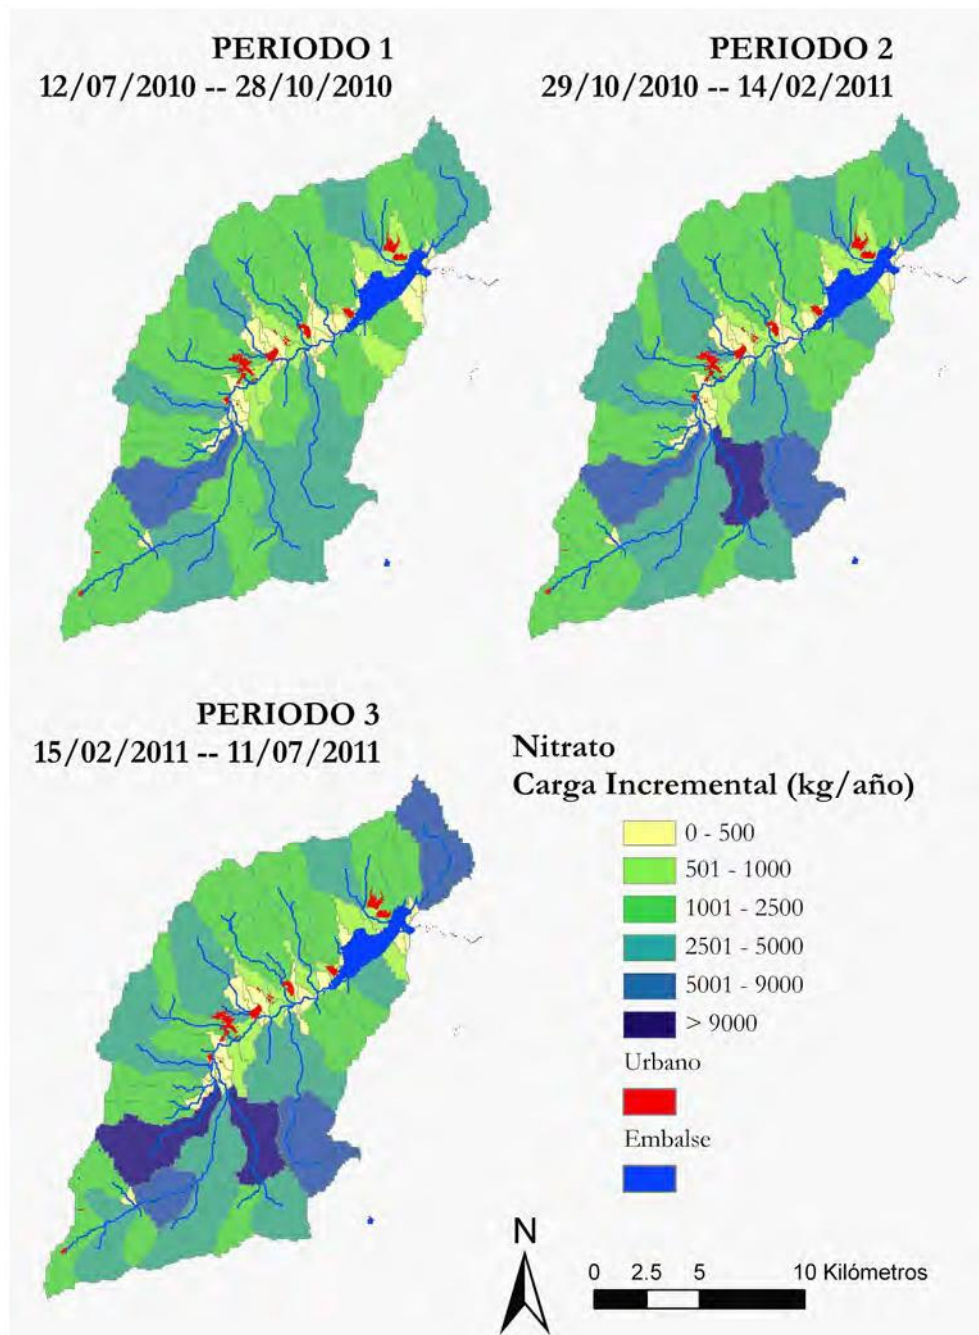 PERIODO 1
12/07/2010 -- 28/10/2010
PERIODO 2
29/10/2010 -- 14/02/2011
PERIODO 3
15/02/2011 -- 11/07/2011
Nitrato
Carga Incremental (kg/año)
0 - 500
501 - 1000
1001 - 2500
2501 - 5000
5001 - 9000
> 9000
Urbano
Embalse
N
0 2.5 5 10 Kilómetros